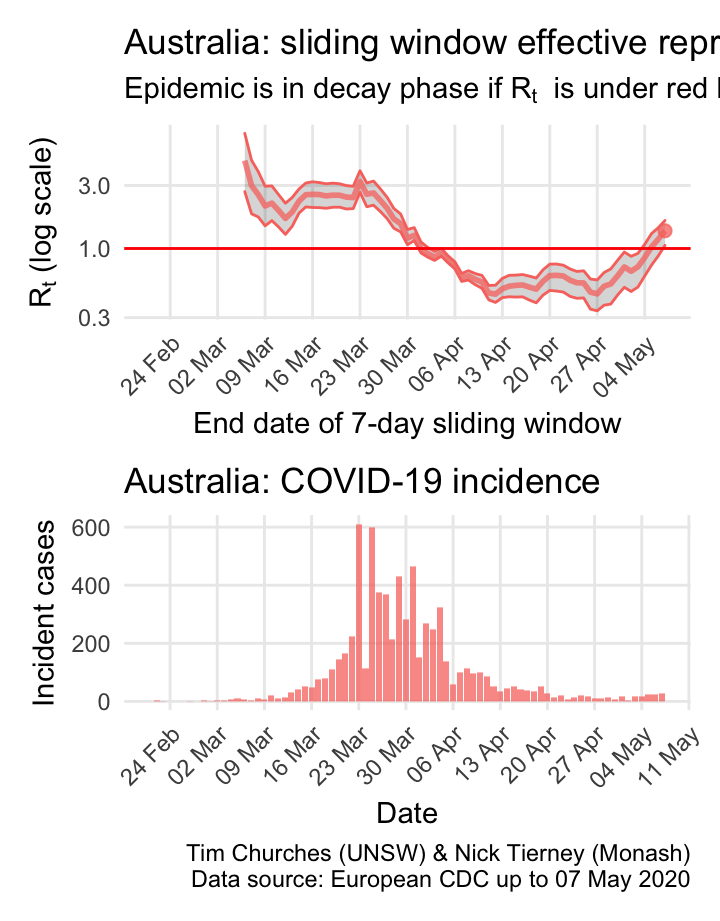 Australia: sliding window effective repr
Epidemic is in decay phase if Rt is under red
Rt (log scale)
3.0
1.0
0.3
24 Feb
02 Mar
09 Mar
16 Mar
23 Mar
30 Mar
06 Apr
13 Apr
20 Apr
27 Apr
04 May
End date of 7-day sliding window
Australia: COVID-19 incidence
Incident cases
600
400
200
0
24 Feb
02 Mar
09 Mar
16 Mar
23 Mar
30 Mar
06 Apr
13 Apr
20 Apr
27 Apr
04 May
11 May
Date
Tim Churches (UNSW) & Nick Tierney (Monash)
Data source: European CDC up to 07 May 2020